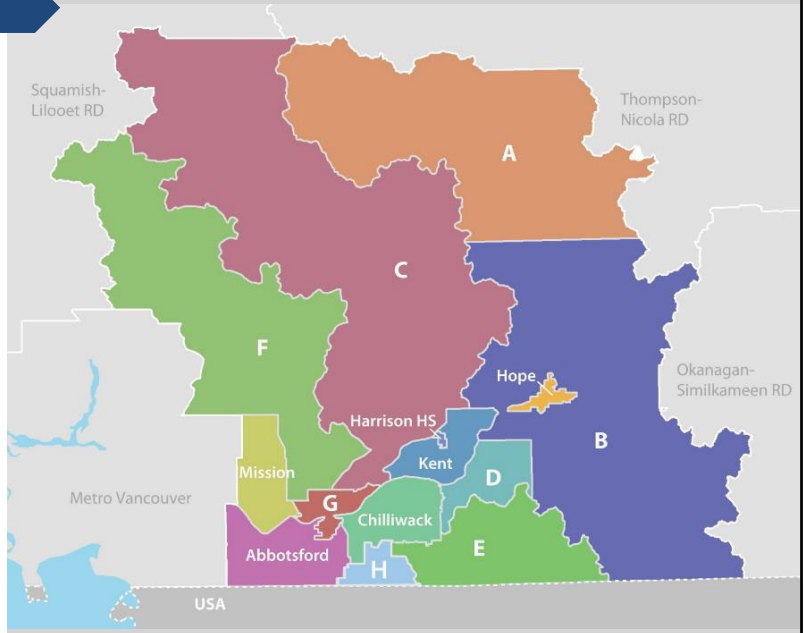 Squamish-
Lilooet RD
Thompson-
Nicola RD
A
C
F
Hope
Okanagan-
Similkameen RD
Harrison HS
B
Kent
Mission
D
Metro Vancouver
G
Chilliwack
Abbotsford
E
H
USA